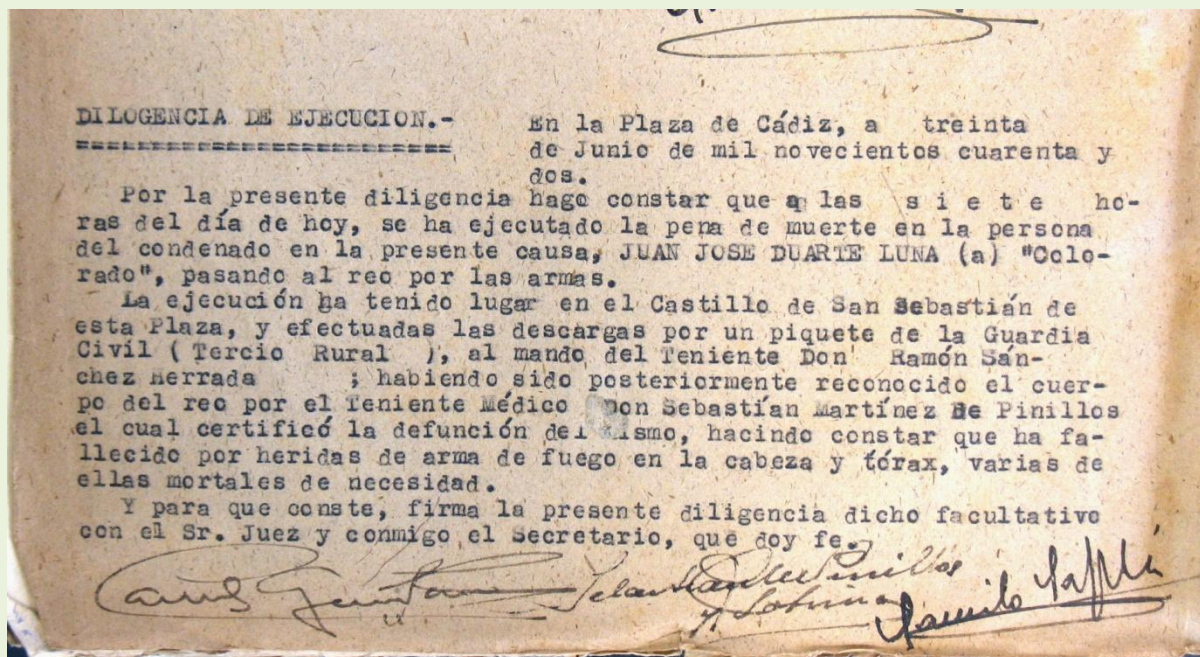 DILOGENCIA DE EJECUCION.-
En la Plaza de Cádiz, a treinta
de Junio de mil novecientos cuarenta y
dos.
Por la presente diligencia hago constar que a las s i e t e ho-
ras del día de hoy, se ha ejecutado la pena de muerte en la persona
del condenado en la presente causa, JUAN JOSE DUARTE LUNA (a) "Colo-
rado", pasando al reo por las armas.
La ejecución ha tenido lugar en el Castillo de San Sebastián de
esta Plaza, y efectuadas las descargas por un piquete de la Guardia
Civil ( Tercio Rural ), al mando del Teniente Don Ramón Sán-
chez Herrada ; habiendo sido posteriormente reconocido el cuer-
po del reo por el Teniente Médico Don Sebastían Martínez De Pinillos
el cual certificó la defunción del mismo, hacindo constar que ha fa-
llecido por heridas de arma de fuego en la cabeza y tórax, varias de
ellas mortales de necesidad.
Y para que conste, firma la presente diligencia dicho facultativo
con el Sr. Juez y conmigo el Secretario, que doy fe.
Pinillos